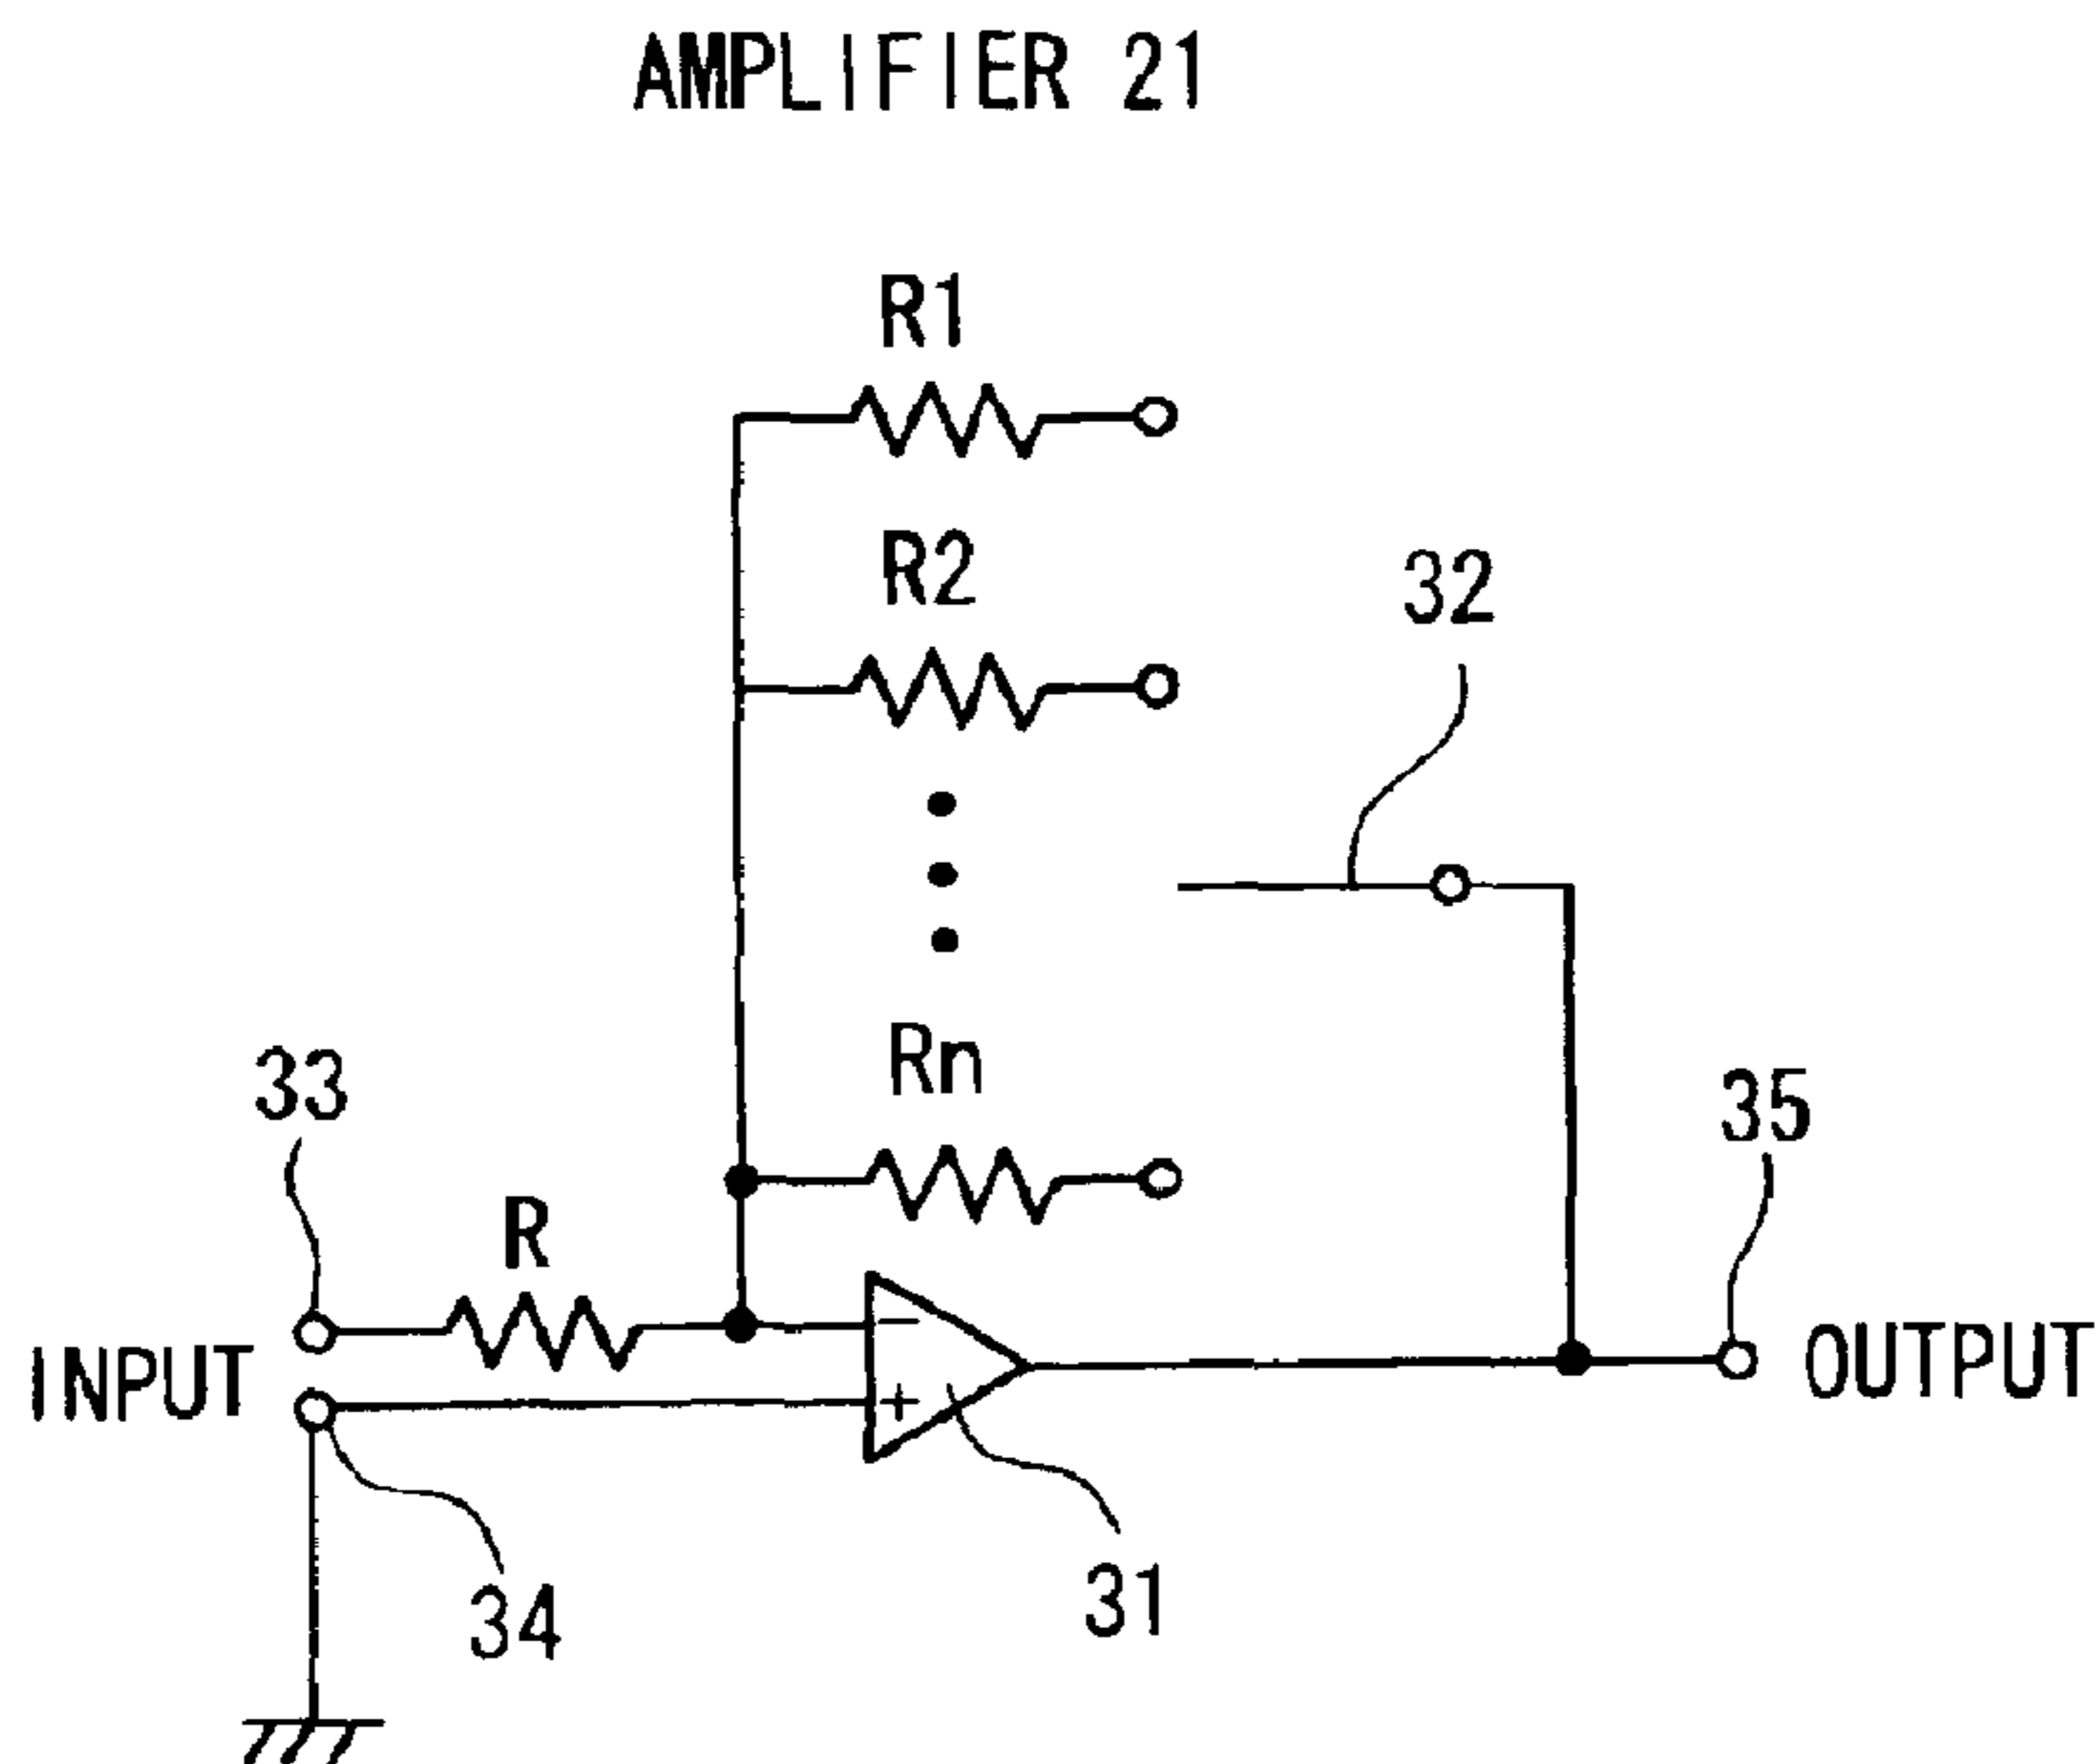 AMPLIFIER 21
R1
R2
32
Rn
33
35
R
−
INPUT
OUTPUT
+
34
31